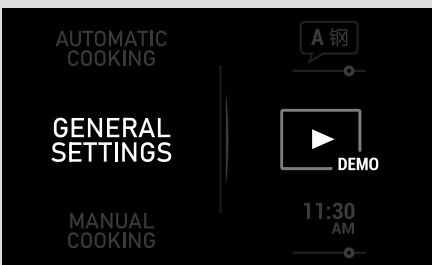 AUTOMATIC
COOKING
A 钢
GENERAL
SETTINGS
DEMO
MANUAL
COOKING
11:30
AM